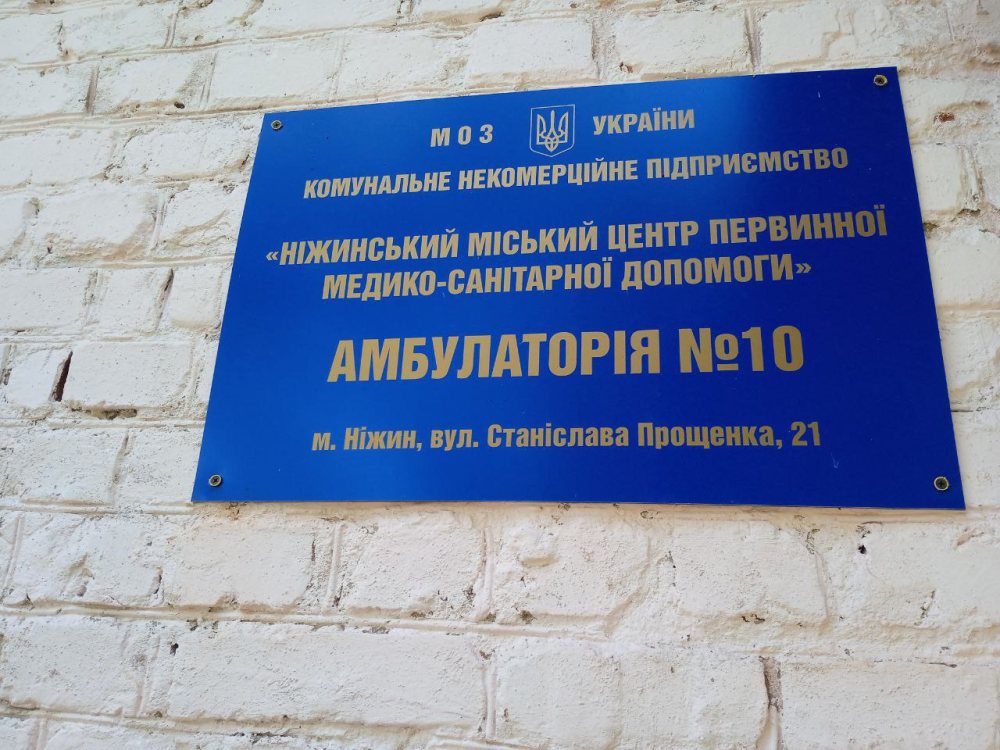 МОЗ УКРАЇНИ
КОМУНАЛЬНЕ НЕКОМЕРЦІЙНЕ ПІДПРИЄМСТВО
«НІЖИНСЬКИЙ МІСЬКИЙ ЦЕНТР ПЕРВИННОЇ
МЕДИКО-САНІТАРНОЇ ДОПОМОГИ»
АМБУЛАТОРІЯ №10
м. Ніжин, вул. Станіслава Прощенка, 21